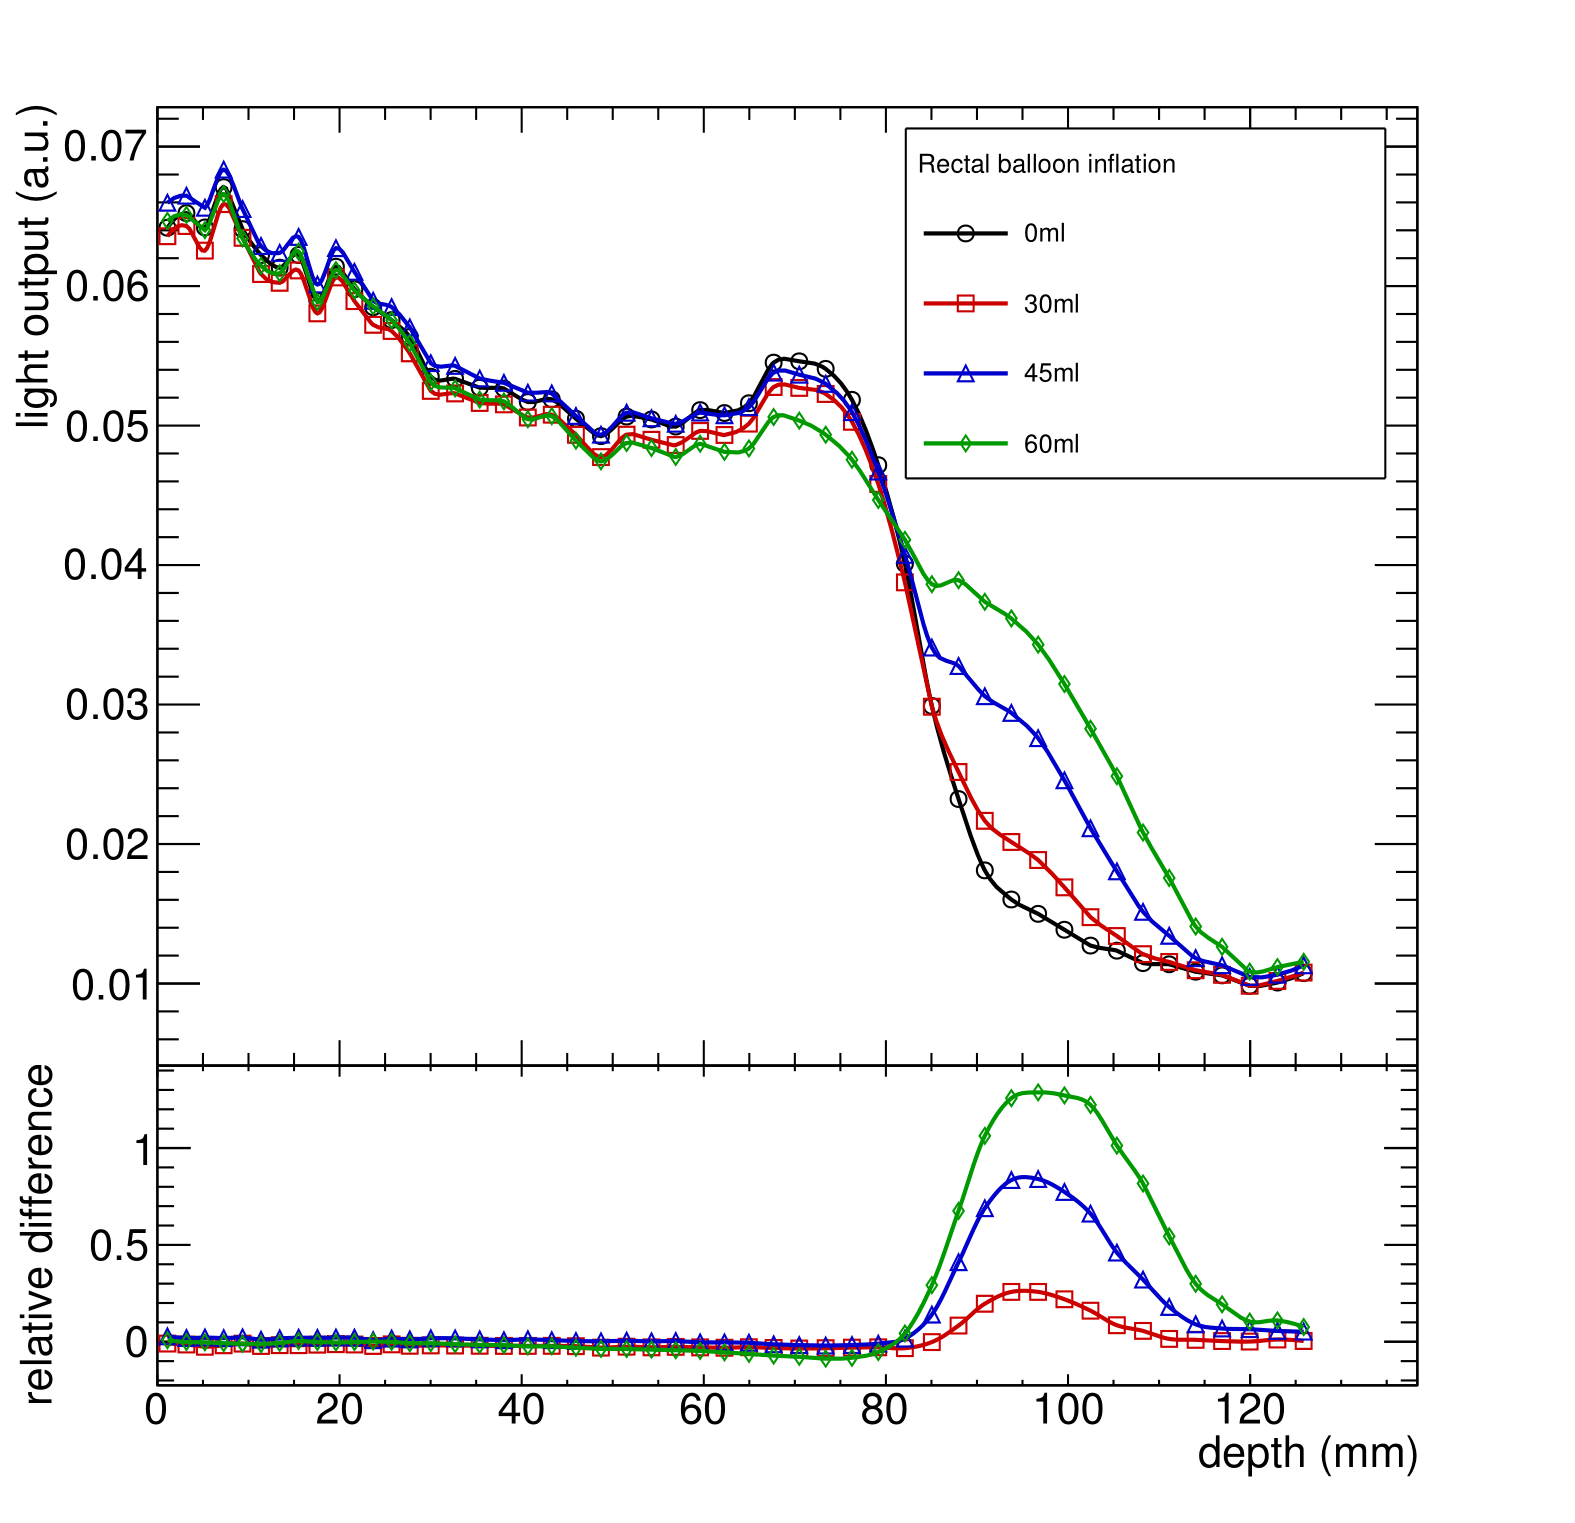 light output (a.u.)
0.07
0.06
0.05
0.04
0.03
0.02
0.01
Rectal balloon inflation
0ml
30ml
45ml
60ml
relative difference
1
0.5
0
0 20 40 60 80 100 120
depth (mm)